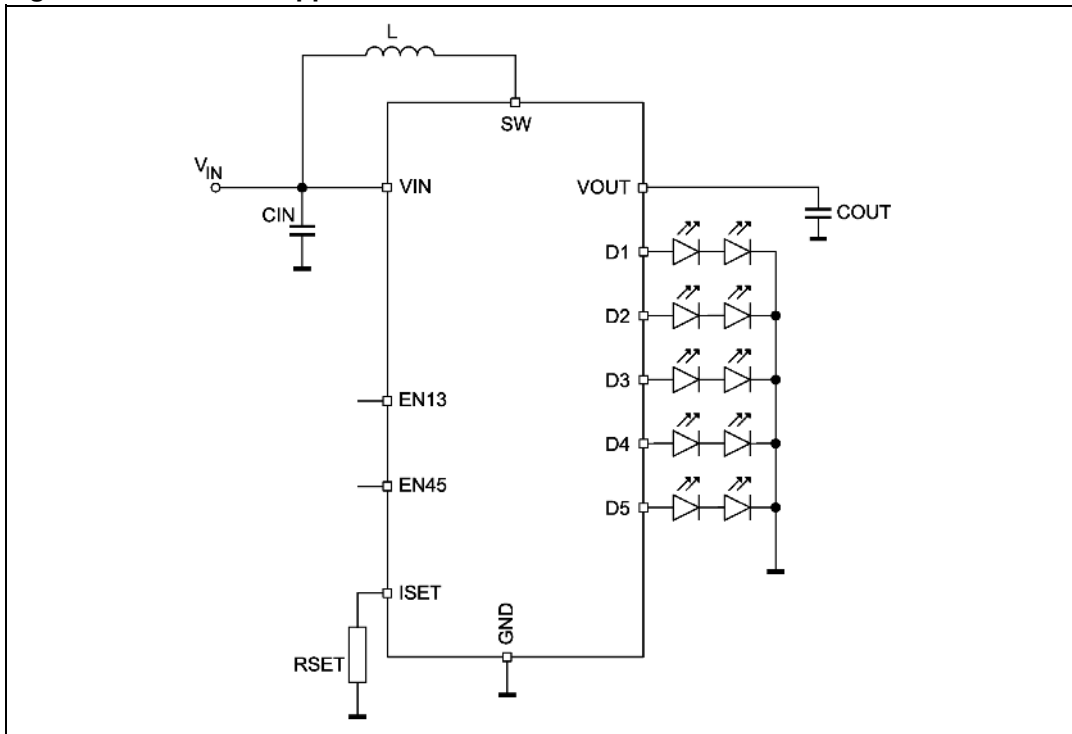 L
SW
VIN
VIN
VOUT
CIN
COUT
D1
D2
D3
EN13
D4
EN45
D5
ISET
GND
RSET